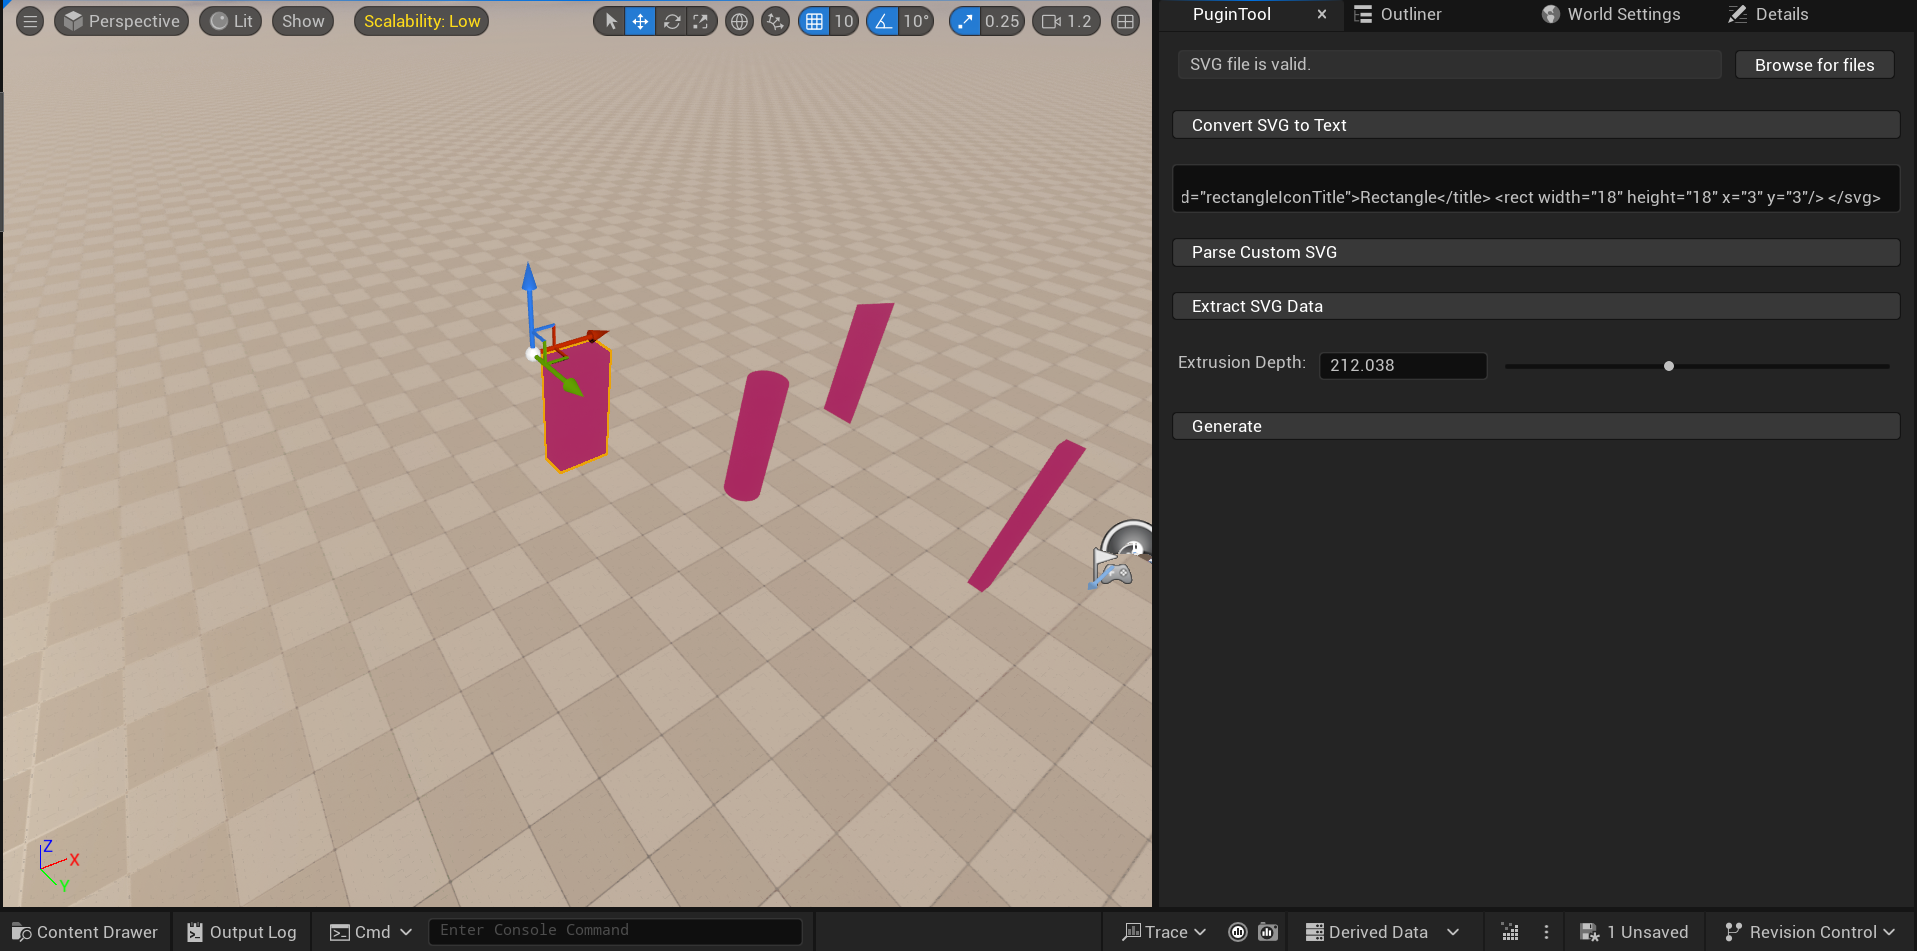 Perspective Lit Show Scalability: Low 10 10° 0.25 1.2
PuginTool Outliner World Settings Details
SVG file is valid. Browse for files
Convert SVG to Text
d="rectangleIconTitle">Rectangle</title> <rect width="18" height="18" x="3" y="3"/> </svg>
Parse Custom SVG
Extract SVG Data
Extrusion Depth: 212.038
Generate
Z
X
Y
Content Drawer Output Log Cmd Enter Console Command Trace Derived Data 1 Unsaved Revision Control